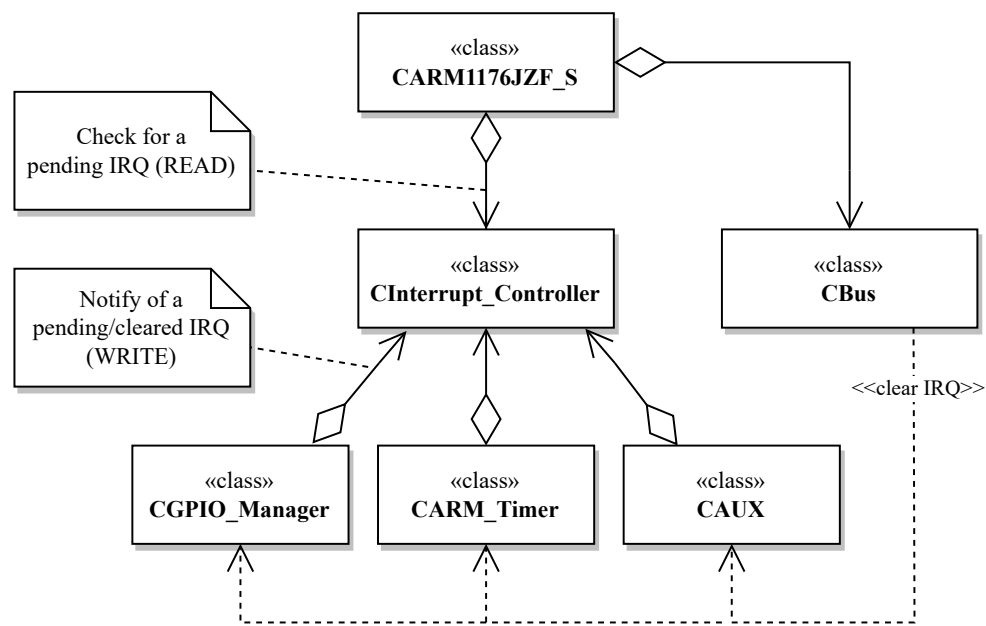 «class»
CARM1176JZF_S
Check for a
pending IRQ (READ)
«class»
CInterrupt_Controller
«class»
CBus
Notify of a
pending/cleared IRQ
(WRITE)
<<clear IRQ>>
«class»
CGPIO_Manager
«class»
CARM_Timer
«class»
CAUX